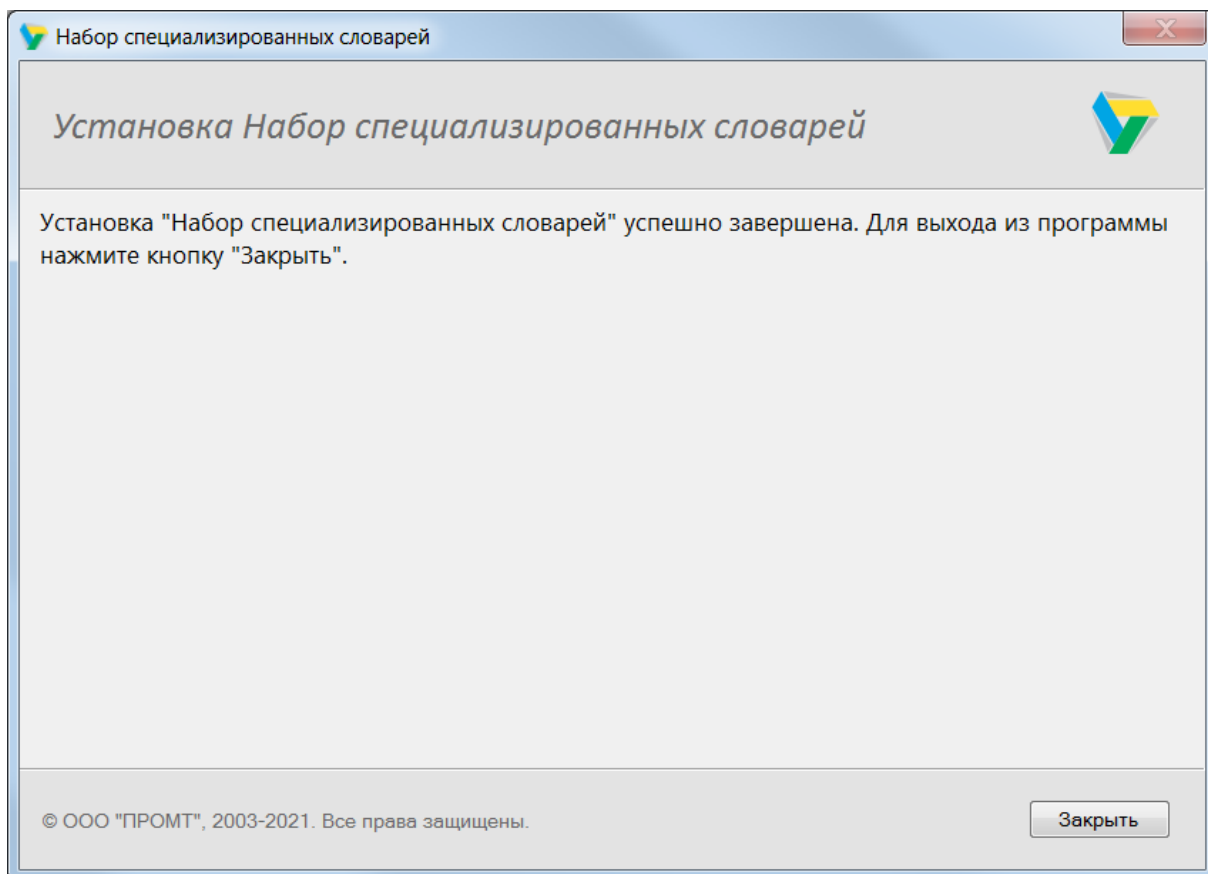 Набор специализированных словарей
Установка Набор специализированных словарей
Установка "Набор специализированных словарей" успешно завершена. Для выхода из программы
нажмите кнопку "Закрыть".
© ООО "ПРОМТ", 2003-2021. Все права защищены.
Закрыть